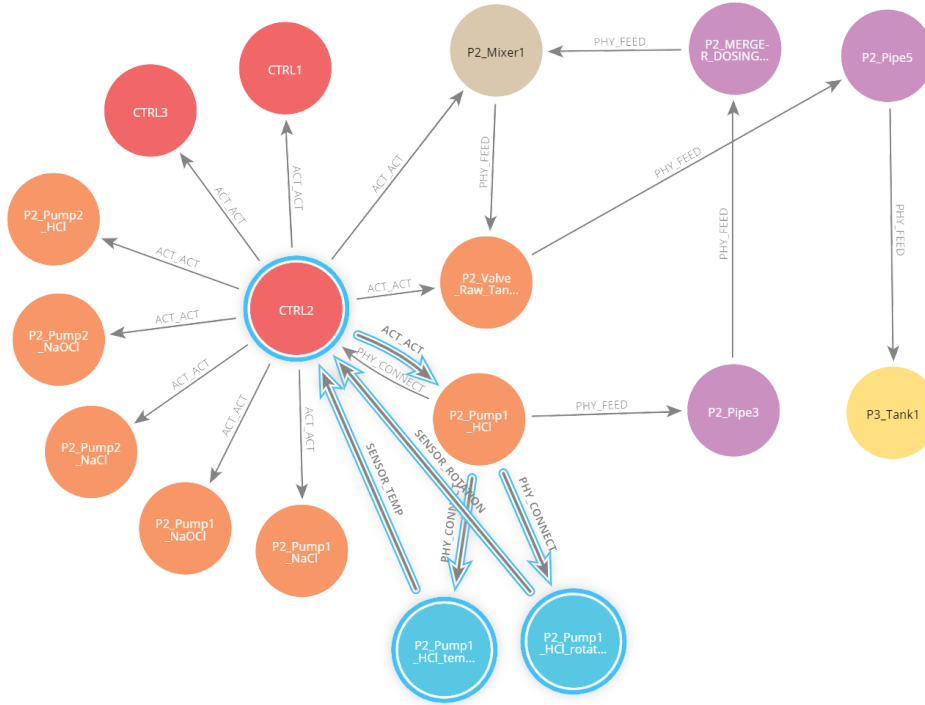 P2_Mixer1
PHY_FEED
P2_MERGE-
R_DOSING...
P2_Pipe5
CTRL1
CTRL3
ACT_ACT
ACT_ACT
ACT_ACT
PHY_FEED
PHY_FEED
PHY_FEED
PHY_FEED
P2_Pump2
_HCl
ACT_ACT
P2_Valve
_Raw_Tan...
CTRL2
ACT_ACT
ACT_ACT
P2_Pump2
_NaOCl
ACT_ACT
PHY_CONNECT
ACT_ACT
P2_Pump1
_HCl
PHY_FEED
P2_Pipe3
P3_Tank1
ACT_ACT
ACT_ACT
P2_Pump2
_NaCl
SENSOR_TEMP
SENSOR_ROTATION
PHY_CONNECT
PHY_CONNECT
P2_Pump1
_NaOCl
P2_Pump1
_NaCl
P2_Pump1
_HCl_tem...
P2_Pump1
_HCl_rotat...